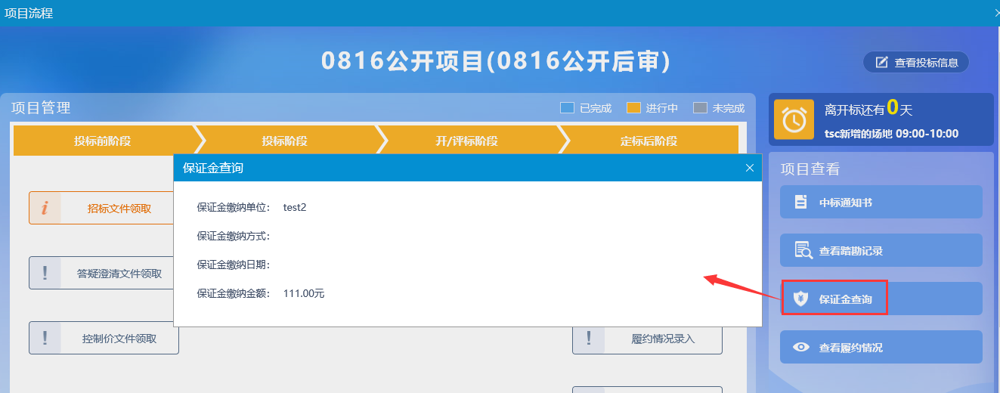 项目流程
0816公开项目(0816公开后审)
查看投标信息
项目管理
已完成
进行中
未完成
离开标还有0天
tsc新增的场地 09:00-10:00
投标前阶段
投标阶段
开/评标阶段
定标后阶段
保证金查询
保证金缴纳单位： test2
保证金缴纳方式：
保证金缴纳日期：
保证金缴纳金额： 111.00元
招标文件领取
答疑澄清文件领取
控制价文件领取
履约情况录入
项目查看
中标通知书
查看踏勘记录
保证金查询
查看履约情况